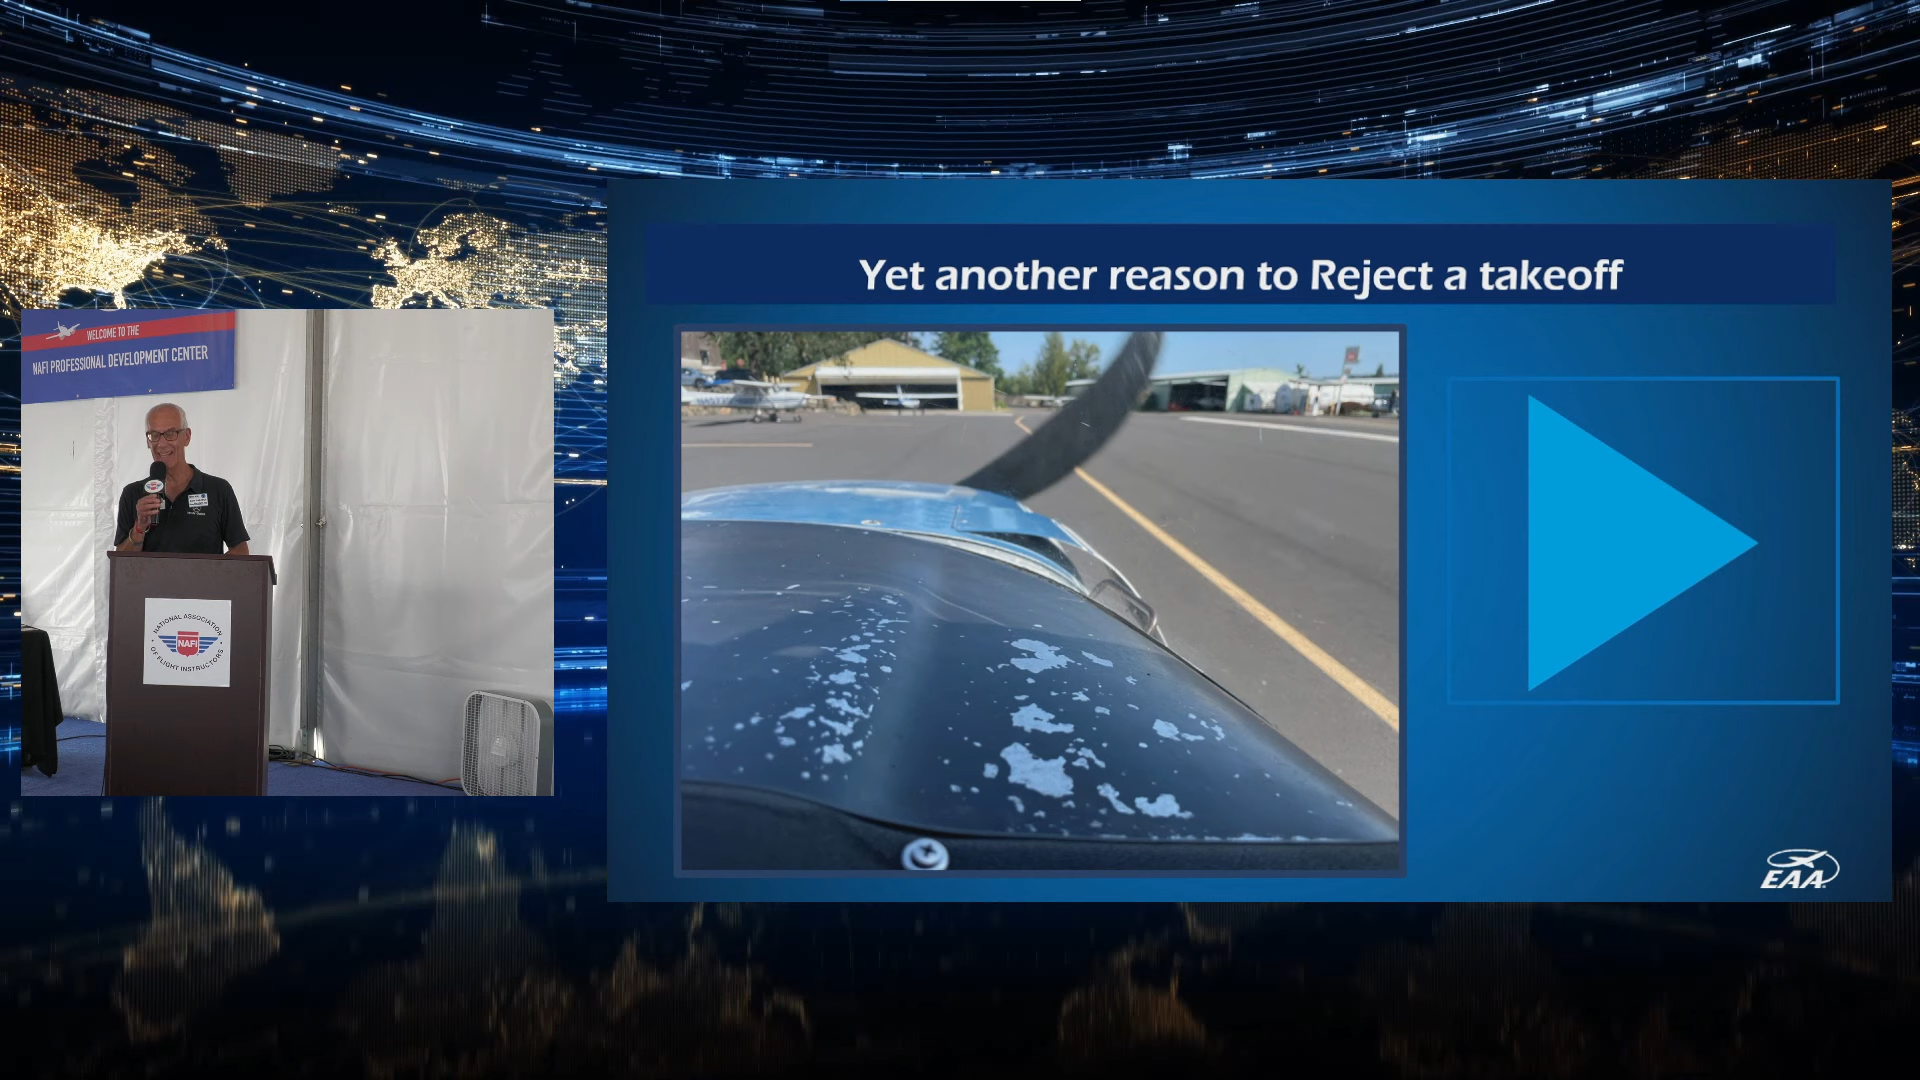 WELCOME TO THE
NAFI PROFESSIONAL DEVELOPMENT CENTER
NATIONAL ASSOCIATION
NAFI
OF FLIGHT INSTRUCTORS
Yet another reason to Reject a takeoff
EAA